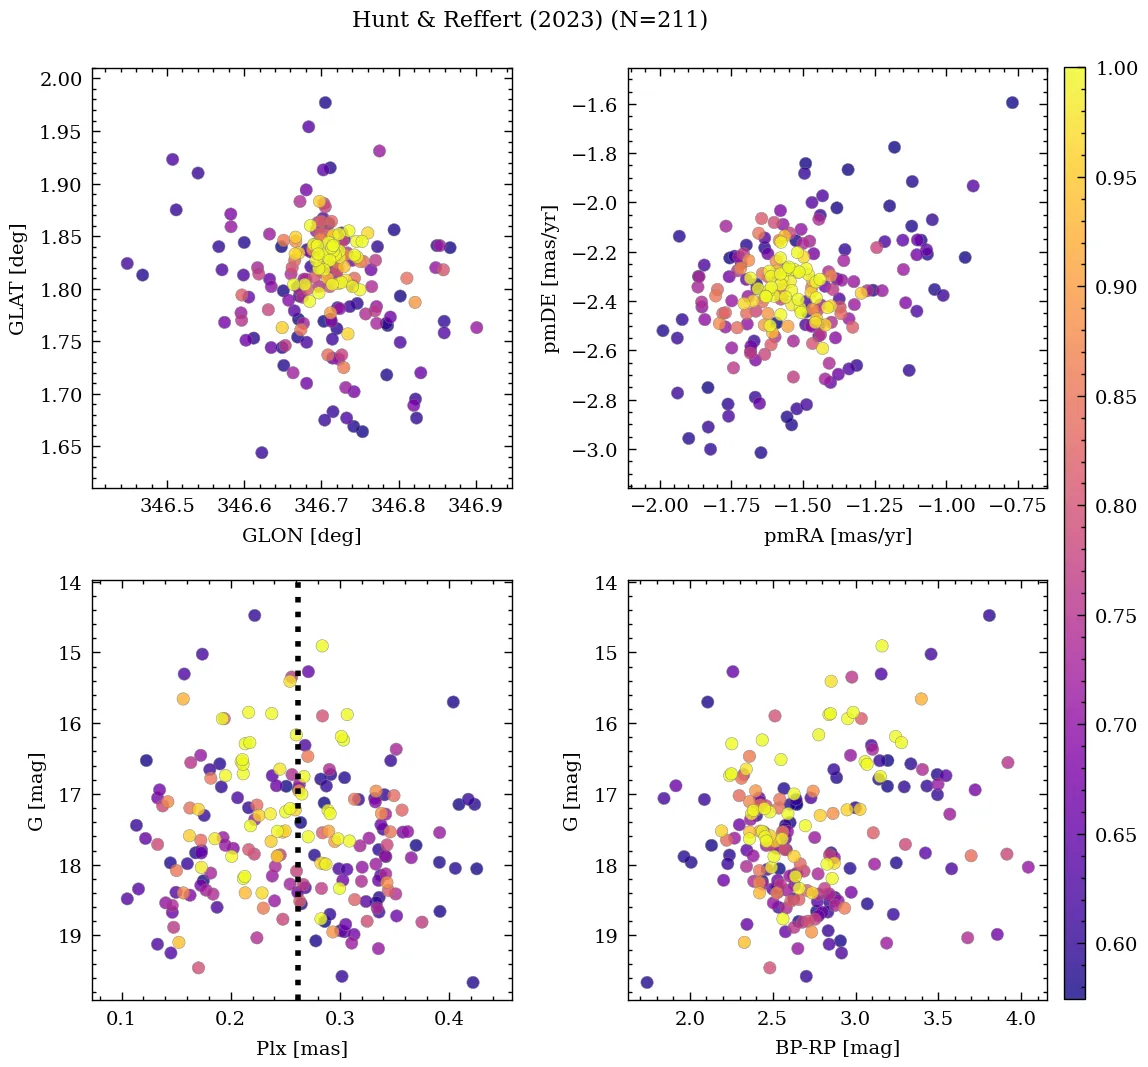 Hunt & Reffert (2023) (N=211)
2.00
1.95
1.90
1.85
1.80
1.75
1.70
1.65
GLAT [deg]
346.5 346.6 346.7 346.8 346.9
GLON [deg]
−1.6
−1.8
−2.0
−2.2
−2.4
−2.6
−2.8
−3.0
pmDE [mas/yr]
−2.00 −1.75 −1.50 −1.25 −1.00 −0.75
pmRA [mas/yr]
14
15
16
17
18
19
G [mag]
0.1 0.2 0.3 0.4
Plx [mas]
14
15
16
17
18
19
G [mag]
2.0 2.5 3.0 3.5 4.0
BP-RP [mag]
1.00
0.95
0.90
0.85
0.80
0.75
0.70
0.65
0.60